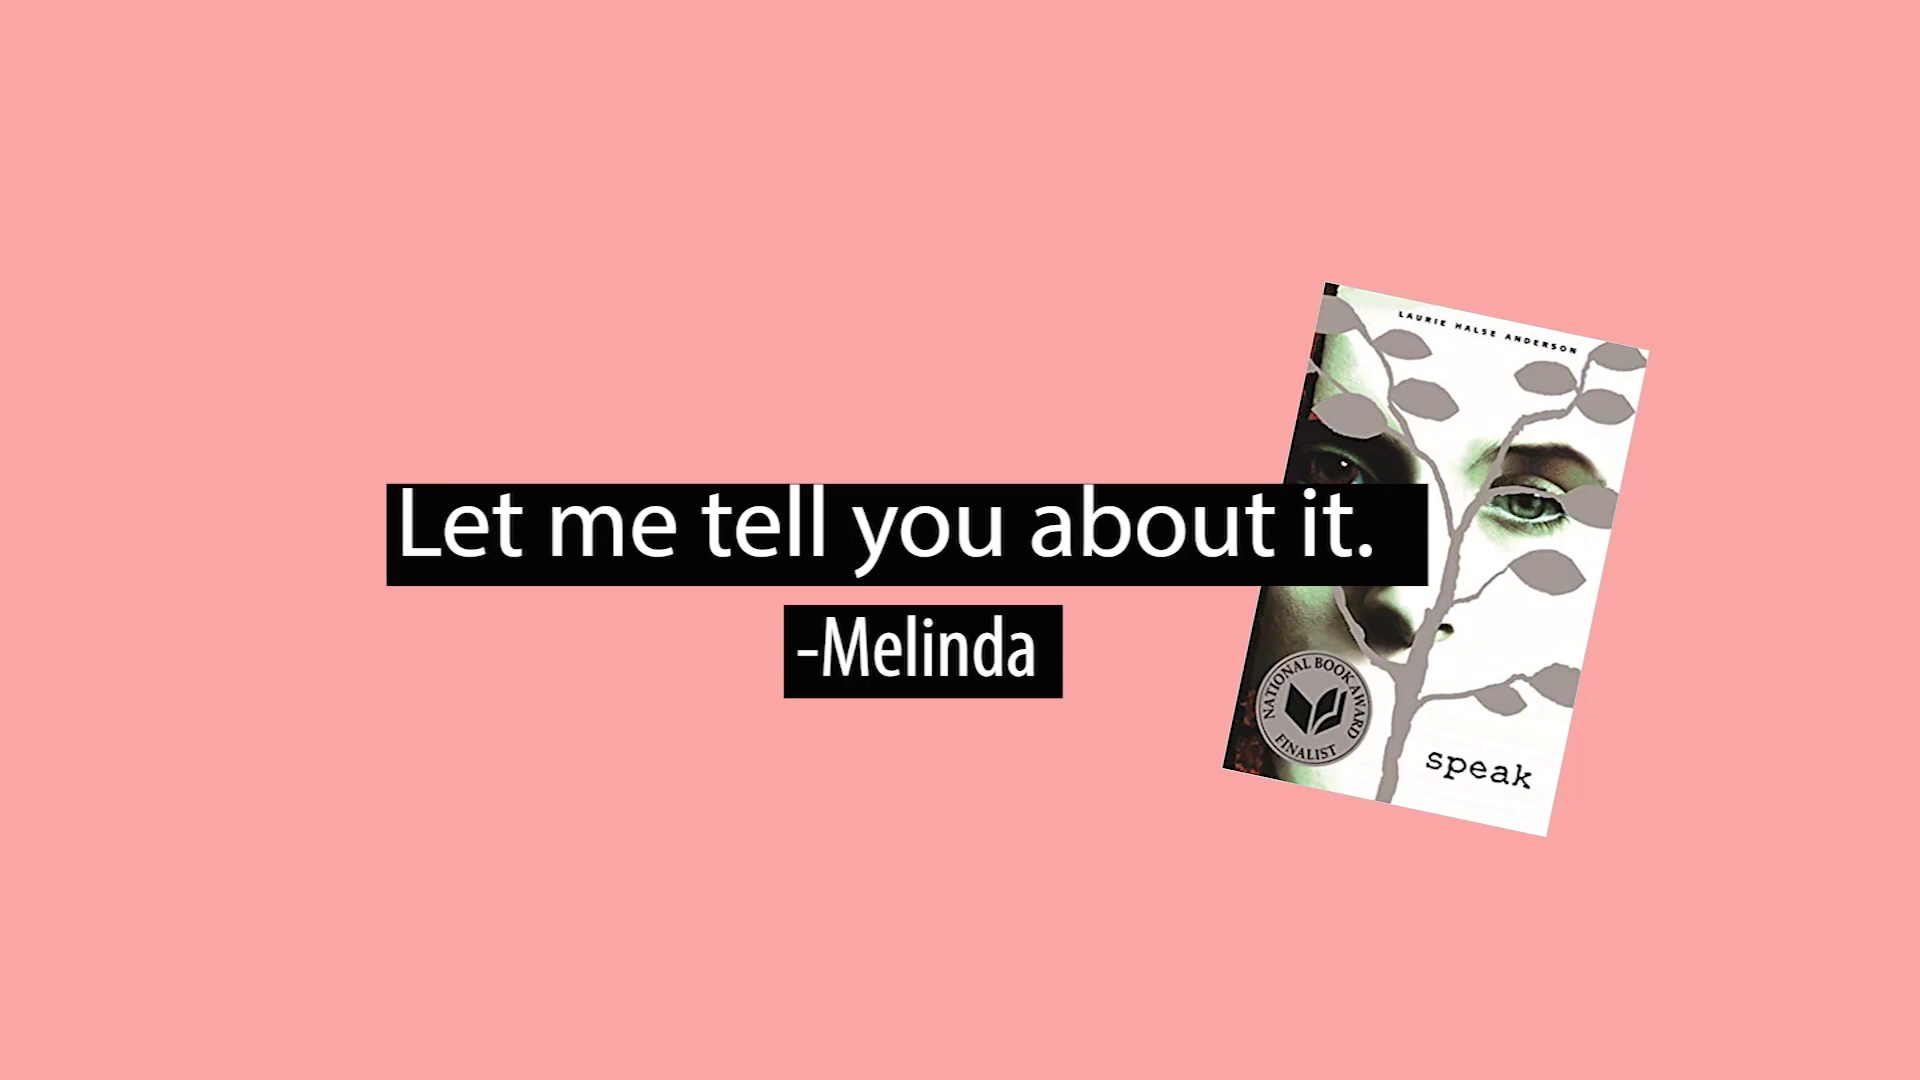 LAURIE HALSE ANDERSON
Let me tell you about it.
-Melinda
NATIONAL BOOK AWARD
FINALIST
speak